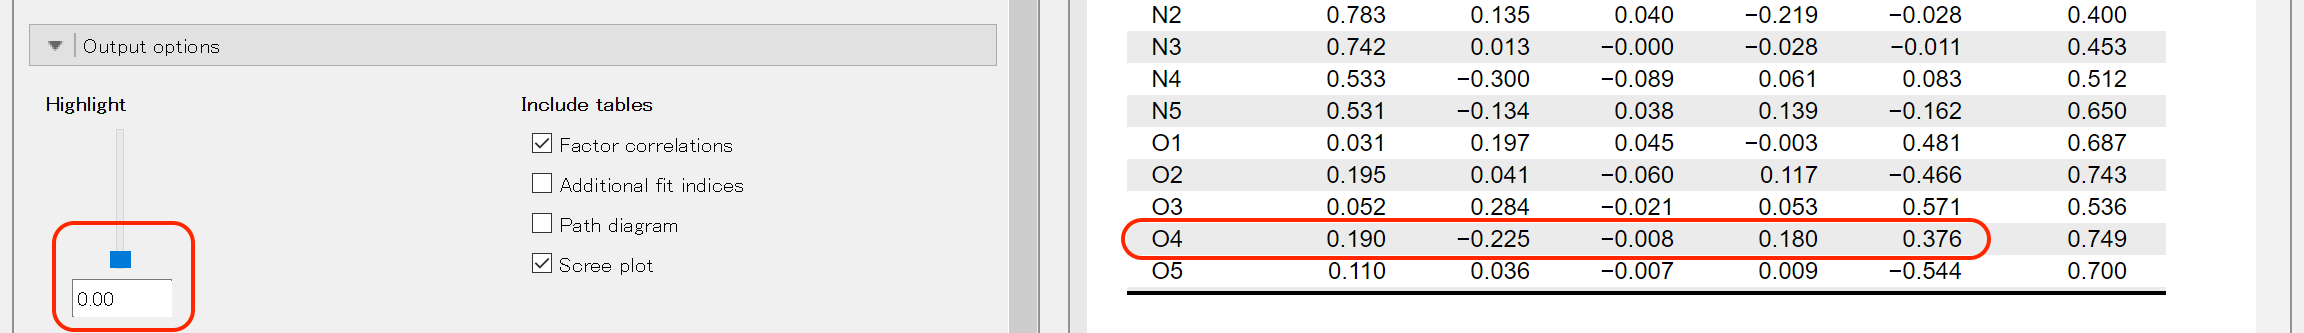 Output options
Highlight
0.00
Include tables
Factor correlations
Additional fit indices
Path diagram
Scree plot
N2 0.783 0.135 0.040 −0.219 −0.028 0.400
N3 0.742 0.013 −0.000 −0.028 −0.011 0.453
N4 0.533 −0.300 −0.089 0.061 0.083 0.512
N5 0.531 −0.134 0.038 0.139 −0.162 0.650
O1 0.031 0.197 0.045 −0.003 0.481 0.687
O2 0.195 0.041 −0.060 0.117 −0.466 0.743
O3 0.052 0.284 −0.021 0.053 0.571 0.536
O4 0.190 −0.225 −0.008 0.180 0.376 0.749
O5 0.110 0.036 −0.007 0.009 −0.544 0.700